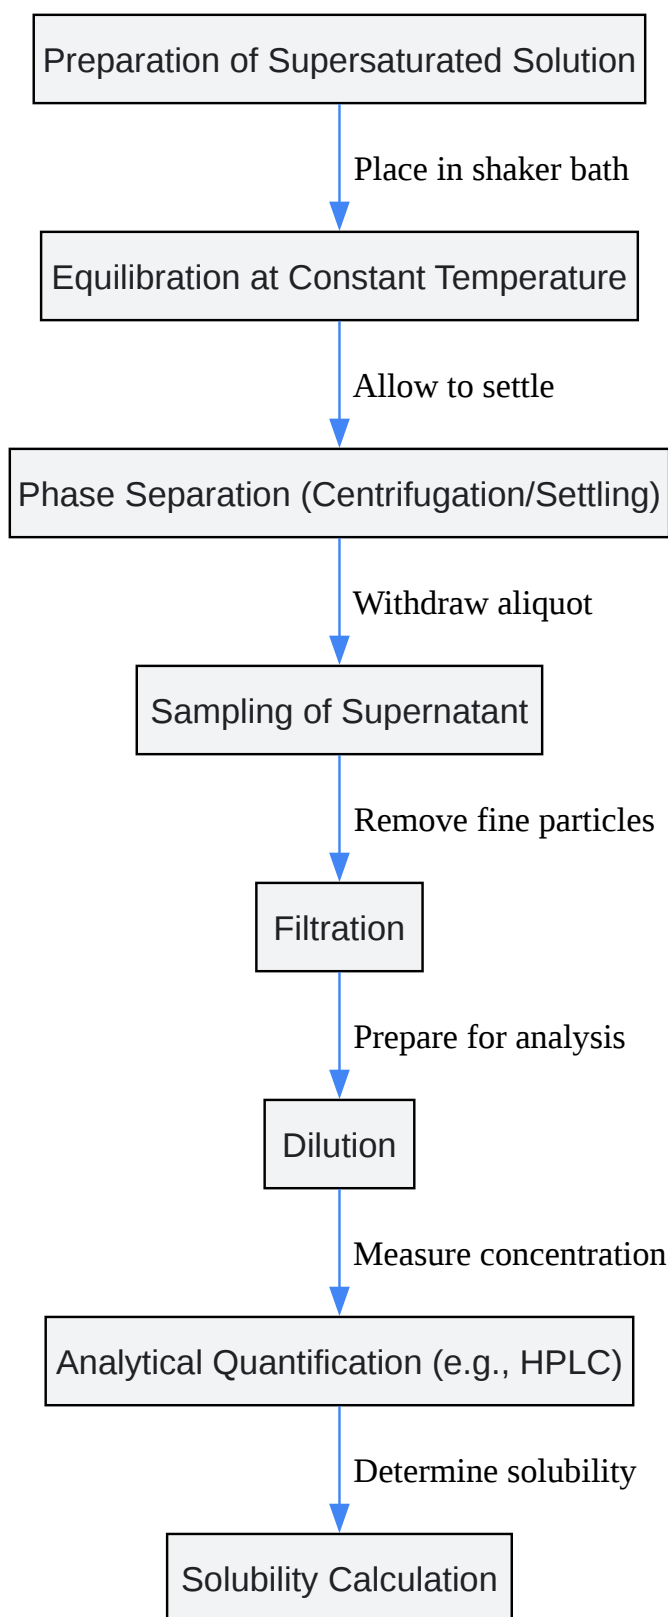 Preparation of Supersaturated Solution
Place in shaker bath
Equilibration at Constant Temperature
Allow to settle
Phase Separation (Centrifugation/Settling)
Withdraw aliquot
Sampling of Supernatant
Remove fine particles
Filtration
Prepare for analysis
Dilution
Measure concentration
Analytical Quantification (e.g., HPLC)
Determine solubility
Solubility Calculation